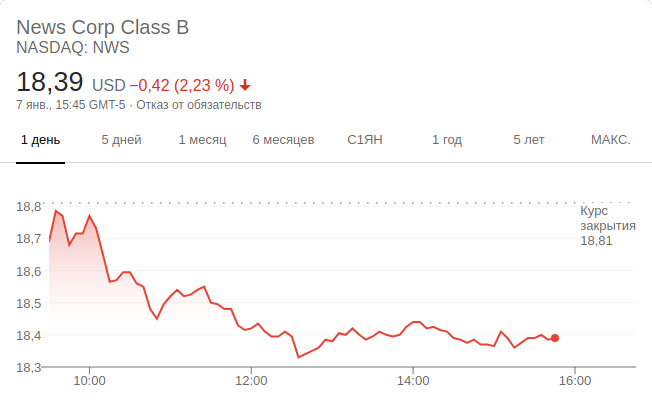 News Corp Class B
NASDAQ: NWS
18,39 USD −0,42 (2,23 %)
7 янв., 15:45 GMT-5 · Отказ от обязательств
1 день 5 дней 1 месяц 6 месяцев С1ЯН 1 год 5 лет МАКС.
18,8
Курс
закрытия
18,81
18,7
18,6
18,5
18,4
18,3
10:00 12:00 14:00 16:00